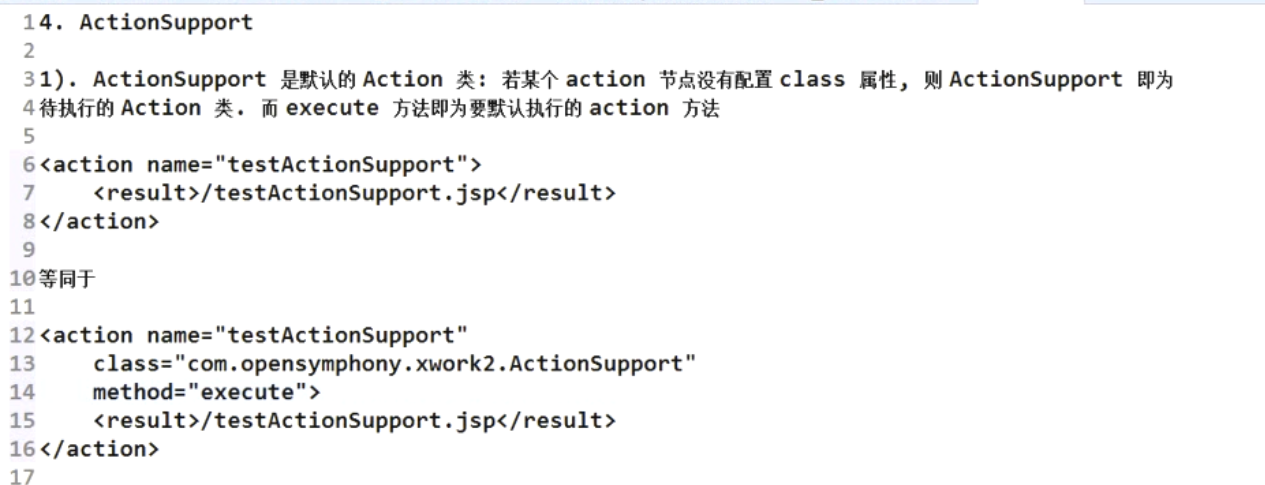 1 4. ActionSupport
2
3 1). ActionSupport 是默认的 Action 类: 若某个 action 节点没有配置 class 属性, 则 ActionSupport 即为
4 待执行的 Action 类. 而 execute 方法即为要默认执行的 action 方法
5
6 <action name="testActionSupport">
7     <result>/testActionSupport.jsp</result>
8 </action>
9
10 等同于
11
12 <action name="testActionSupport"
13     class="com.opensymphony.xwork2.ActionSupport"
14     method="execute">
15     <result>/testActionSupport.jsp</result>
16 </action>
17